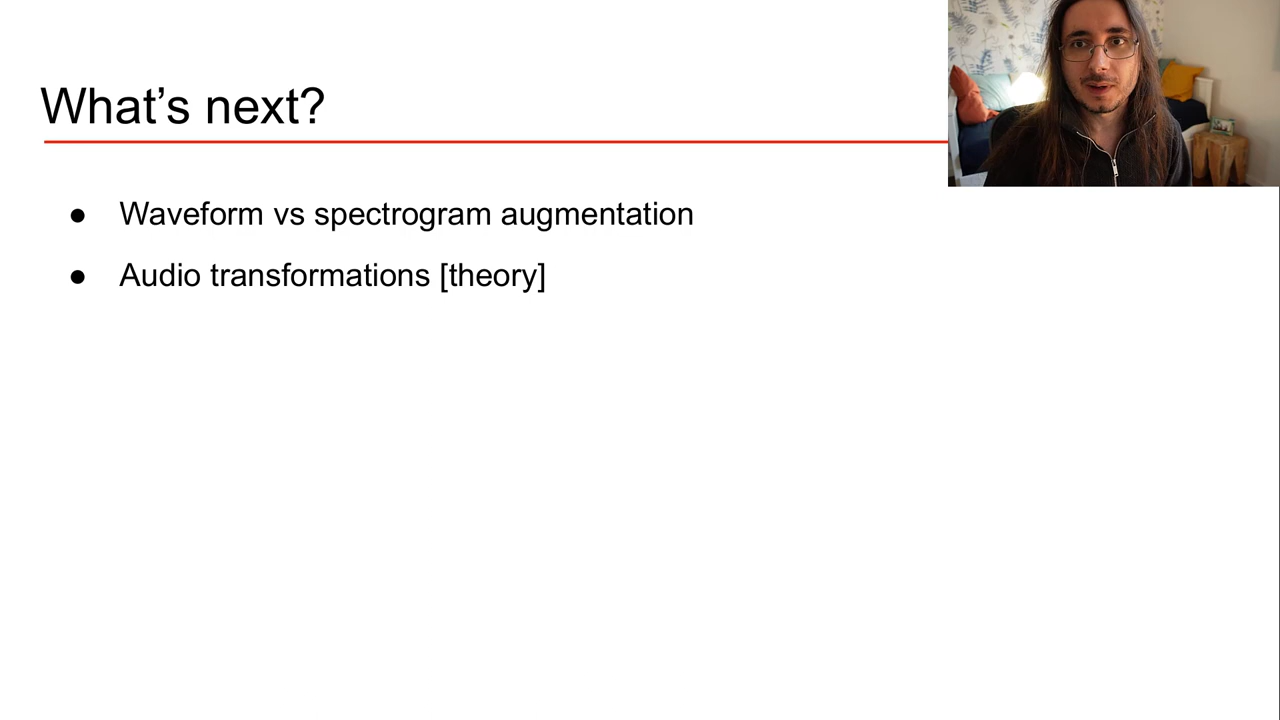 What’s next?
● Waveform vs spectrogram augmentation
● Audio transformations [theory]